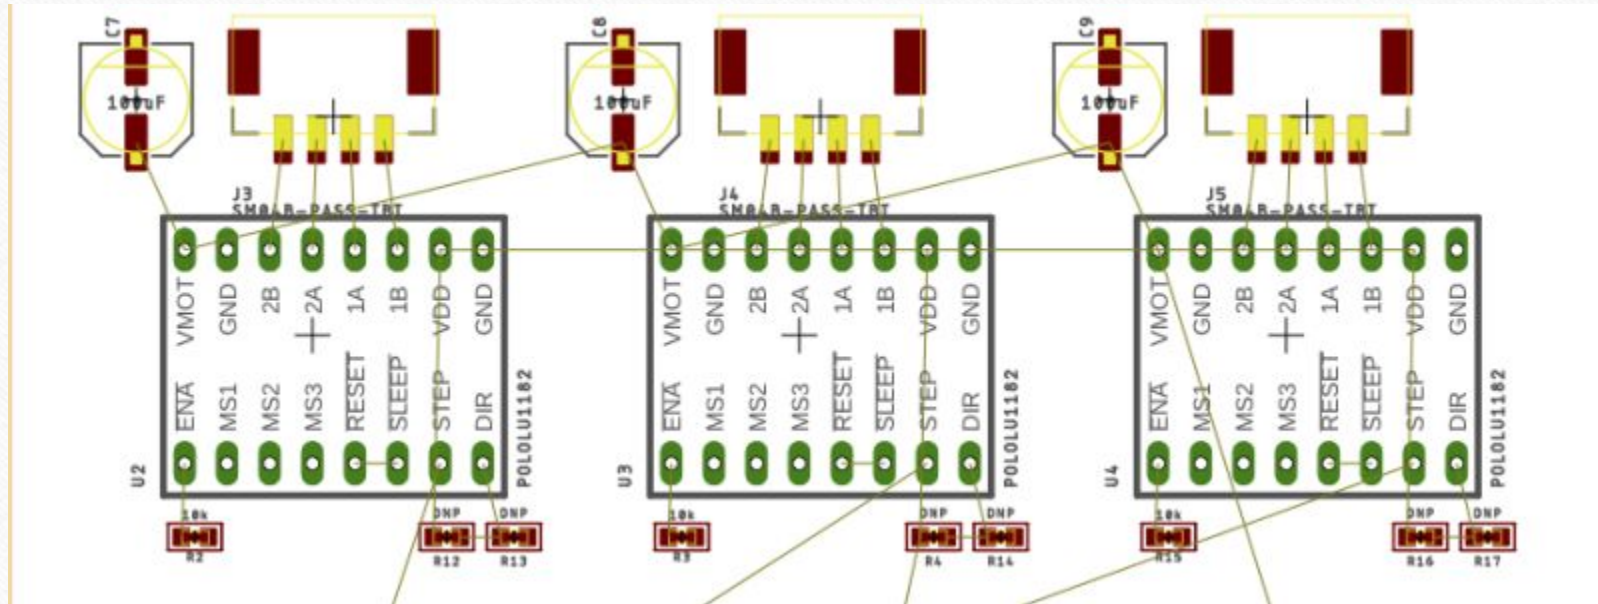 C7
C8
C9
100uF
100uF
100uF
J3
SM04B-PASS-TBT
J4
SM04B-PASS-TBT
J5
SM04B-PASS-TBT
VMOT GND 2B 2A 1A 1B VDD GND
VMOT GND 2B 2A 1A 1B VDD GND
VMOT GND 2B 2A 1A 1B VDD GND
ENA MS1 MS2 MS3 RESET SLEEP STEP DIR
ENA MS1 MS2 MS3 RESET SLEEP STEP DIR
ENA MS1 MS2 MS3 RESET SLEEP STEP DIR
U2
POLOLU1182
U3
POLOLU1182
U4
POLOLU1182
10k
DNP
DNP
10k
DNP
DNP
10k
DNP
DNP
R2
R12
R13
R3
R4
R14
R15
R16
R17